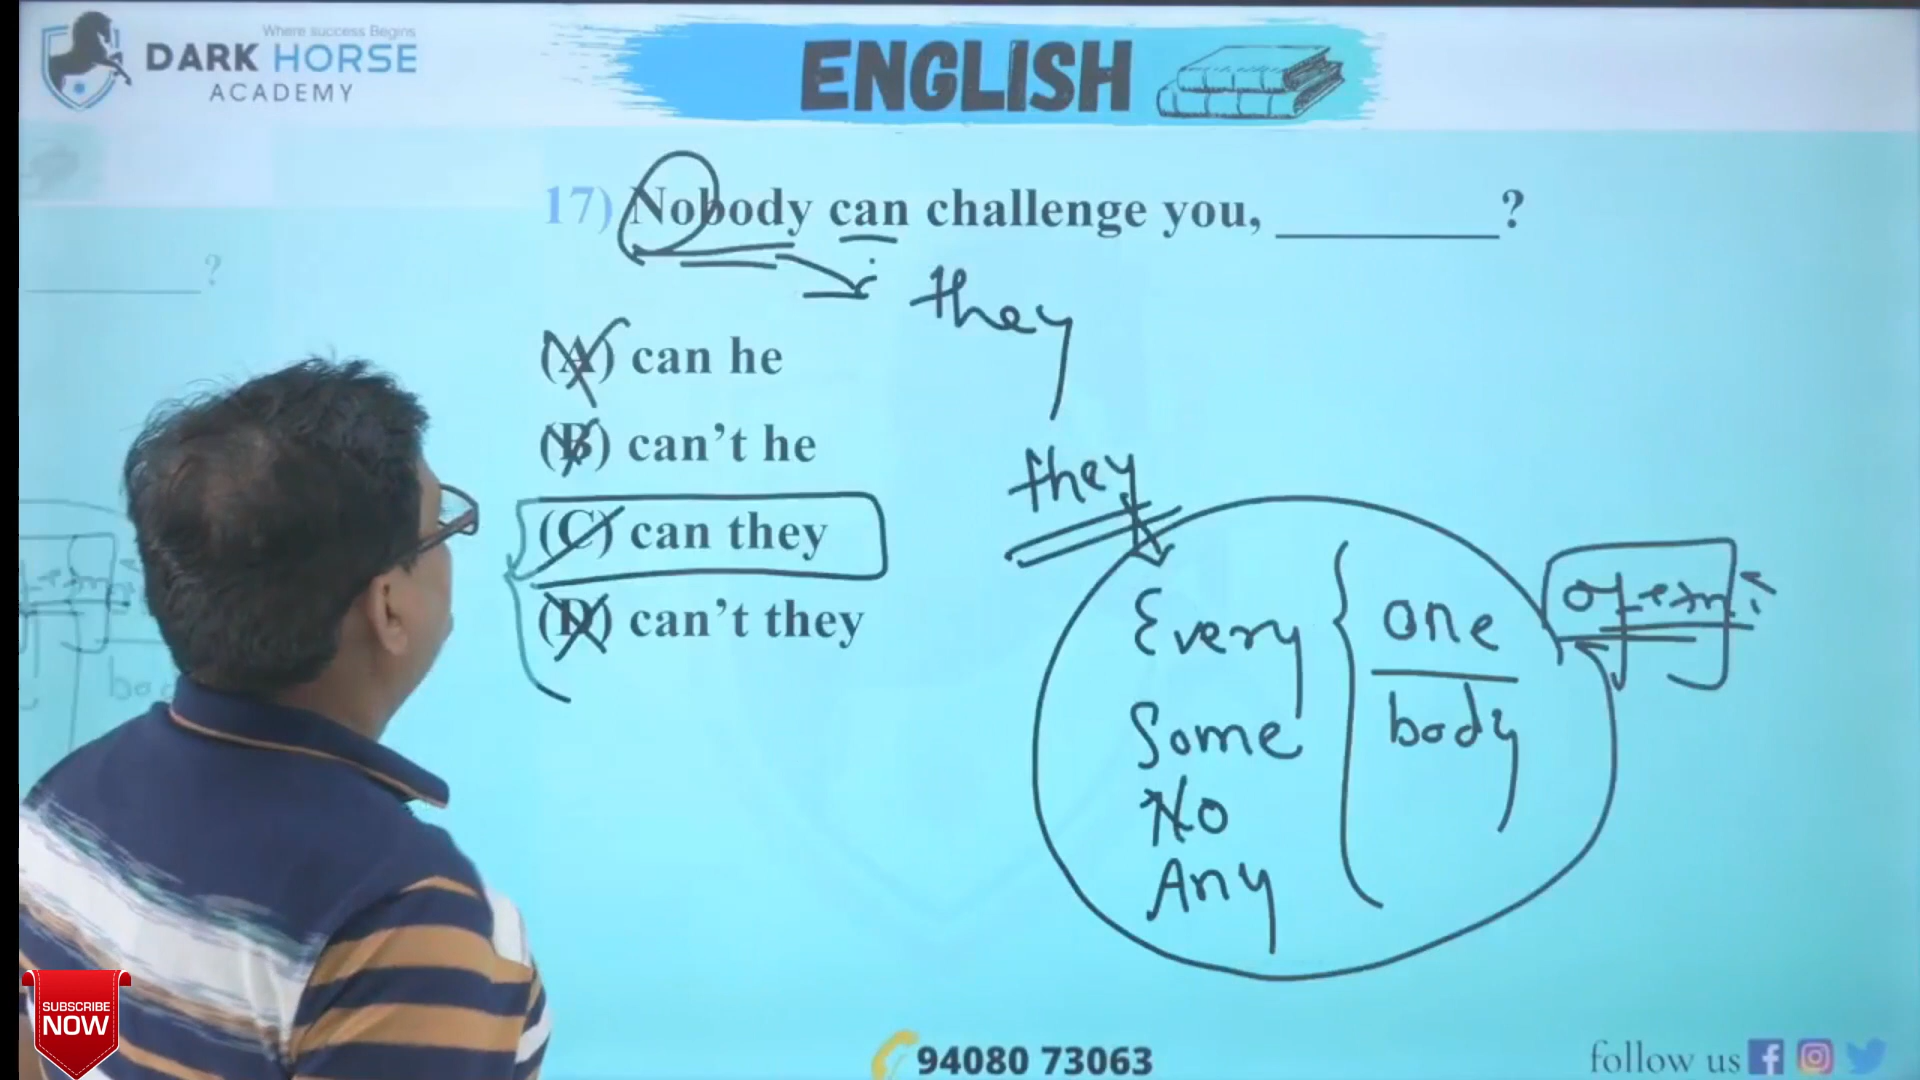 Where success Begins
DARK HORSE
ACADEMY
ENGLISH
17) Nobody can challenge you, ________?
________?
they
(A) can he
(B) can't he
they
(C) can they
(D) can't they
Every one
body
Some
No
Any
SUBSCRIBE
NOW
94080 73063
follow us